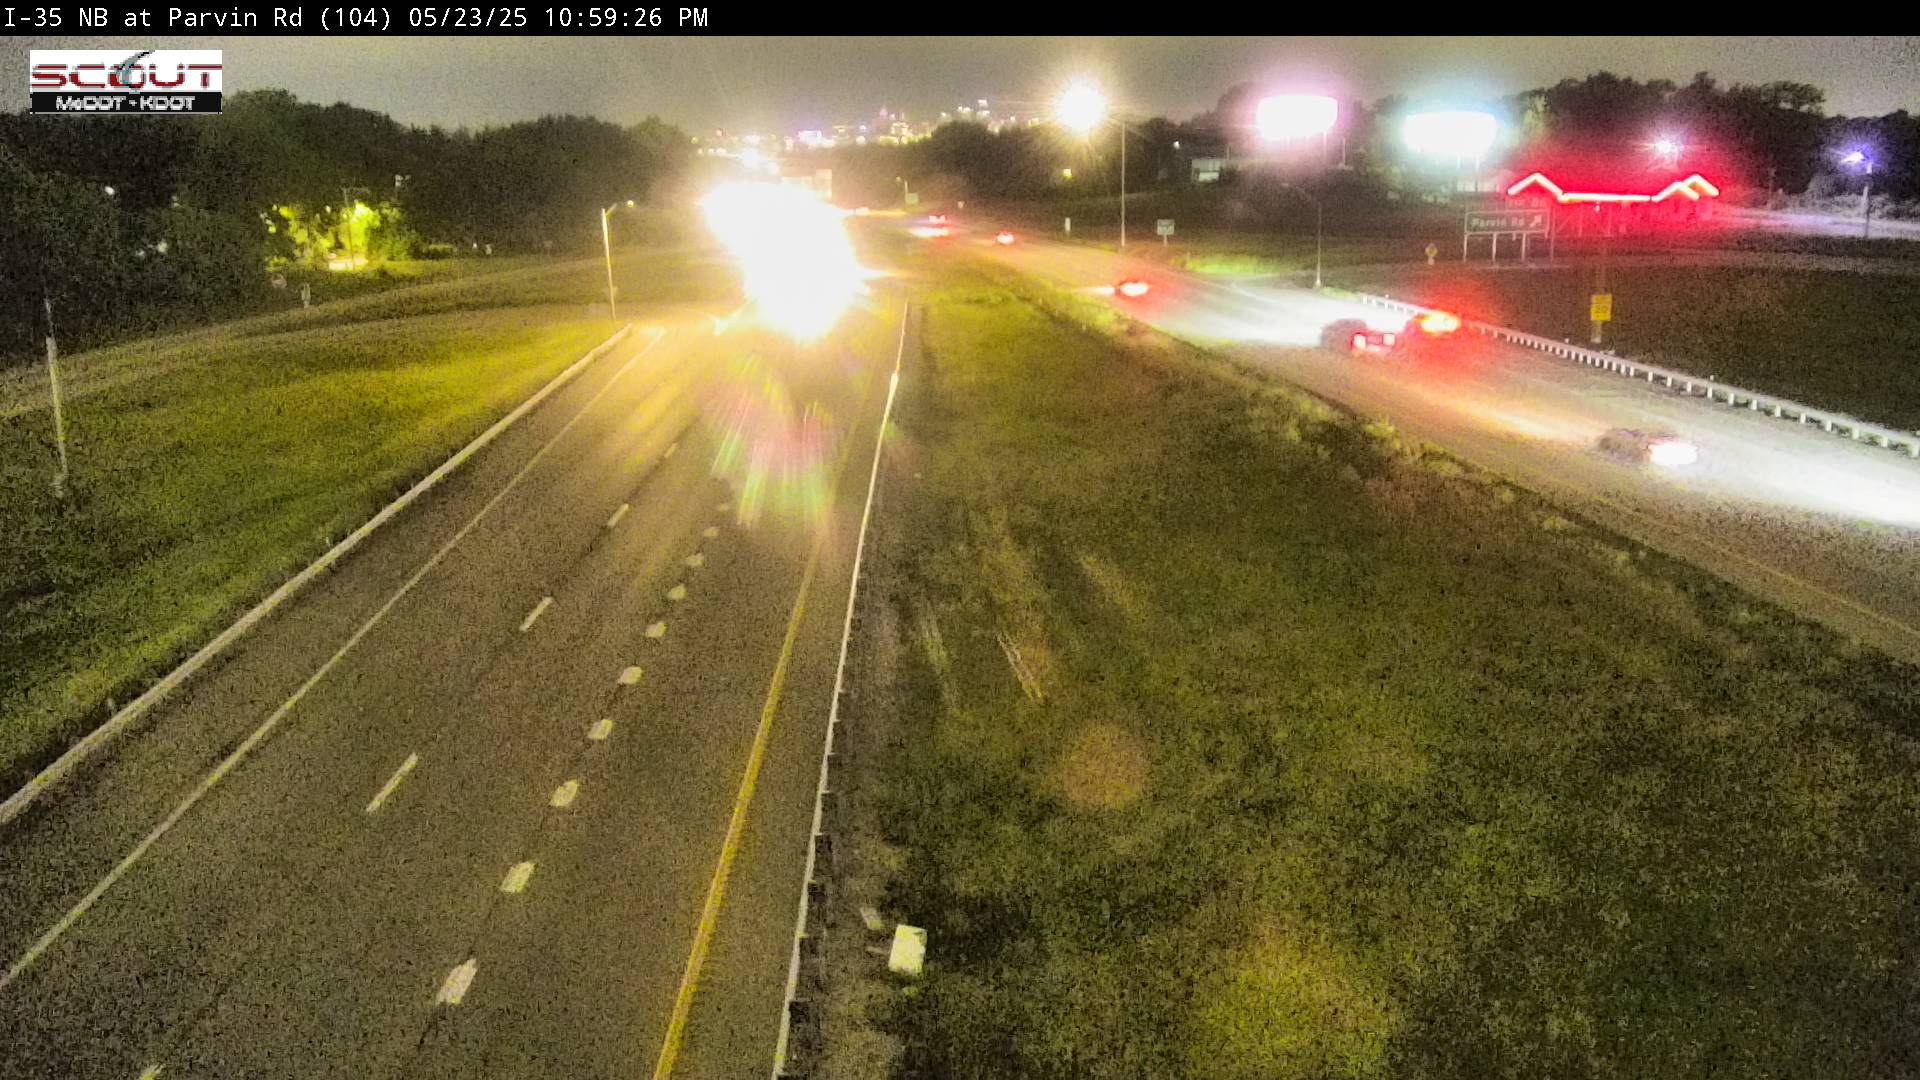 I-35 NB at Parvin Rd (104) 05/23/25 10:59:26 PM
SCOUT
MoDOT - KDOT
Parvin Rd